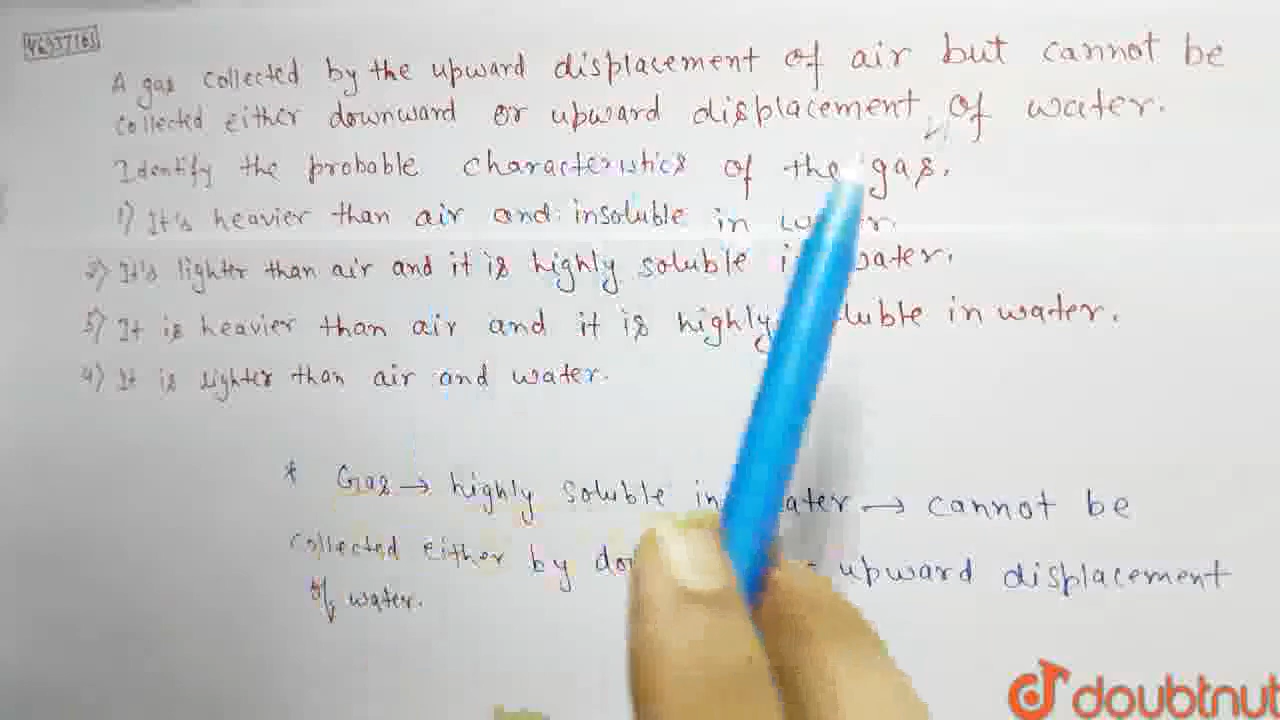 46937161
A gas collected by the upward displacement of air but cannot be
collected either downward or upward displacement of water.
Identify the probable characteristics of the gas.
1) It's heavier than air and insoluble in
2) It's lighter than air and it is highly soluble
3) It is heavier than air and it is highly in water.
4) It is lighter than air and water.
* Gas → highly soluble in → cannot be
collected either by upward displacement
of water.
doubtnut